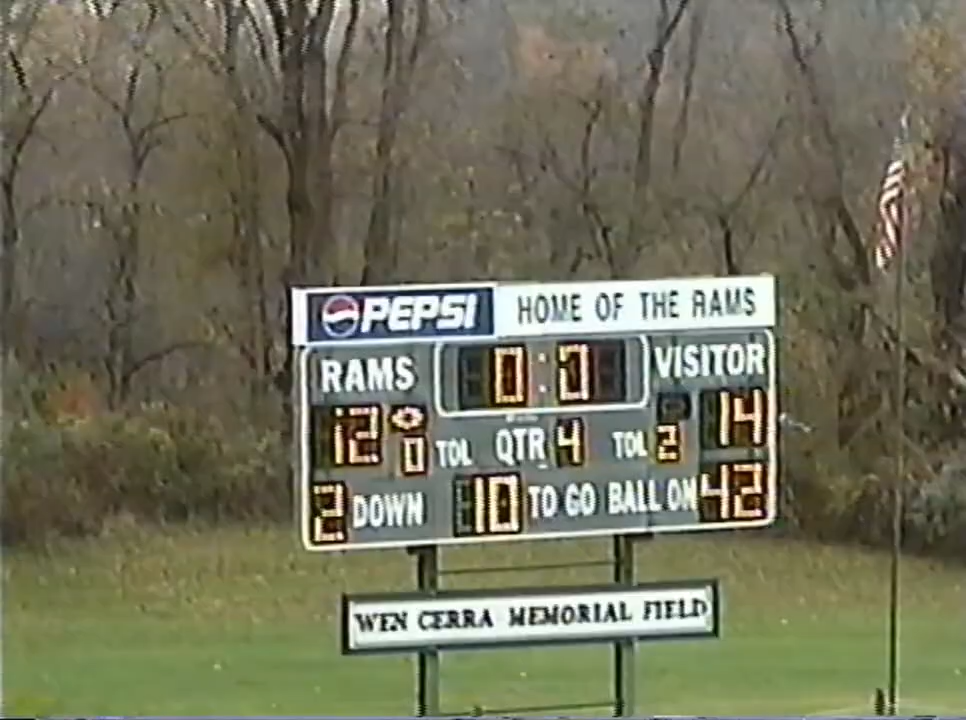 PEPSI HOME OF THE RAMS
RAMS 0:0 VISITOR
12 0 TOL QTR 4 TOL 2 14
2 DOWN 10 TO GO BALL ON 42
WEN CERRA MEMORIAL FIELD